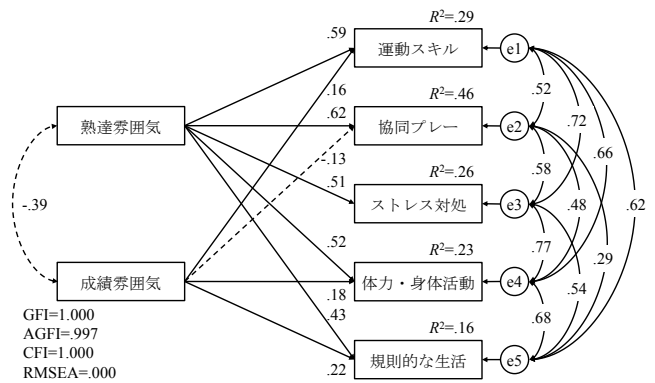 R²=.29
.59
運動スキル
e1
.16
.52
R²=.46
.72
.62
熟達雰囲気
協同プレー
e2
.66
-.13
.58
R²=.26
.51
-.39
ストレス対処
e3
.48
.62
.52
R²=.23
.77
.29
成績雰囲気
体力・身体活動
e4
.18
.54
GFI=1.000
.43
.68
AGFI=.997
R²=.16
CFI=1.000
規則的な生活
e5
RMSEA=.000
.22